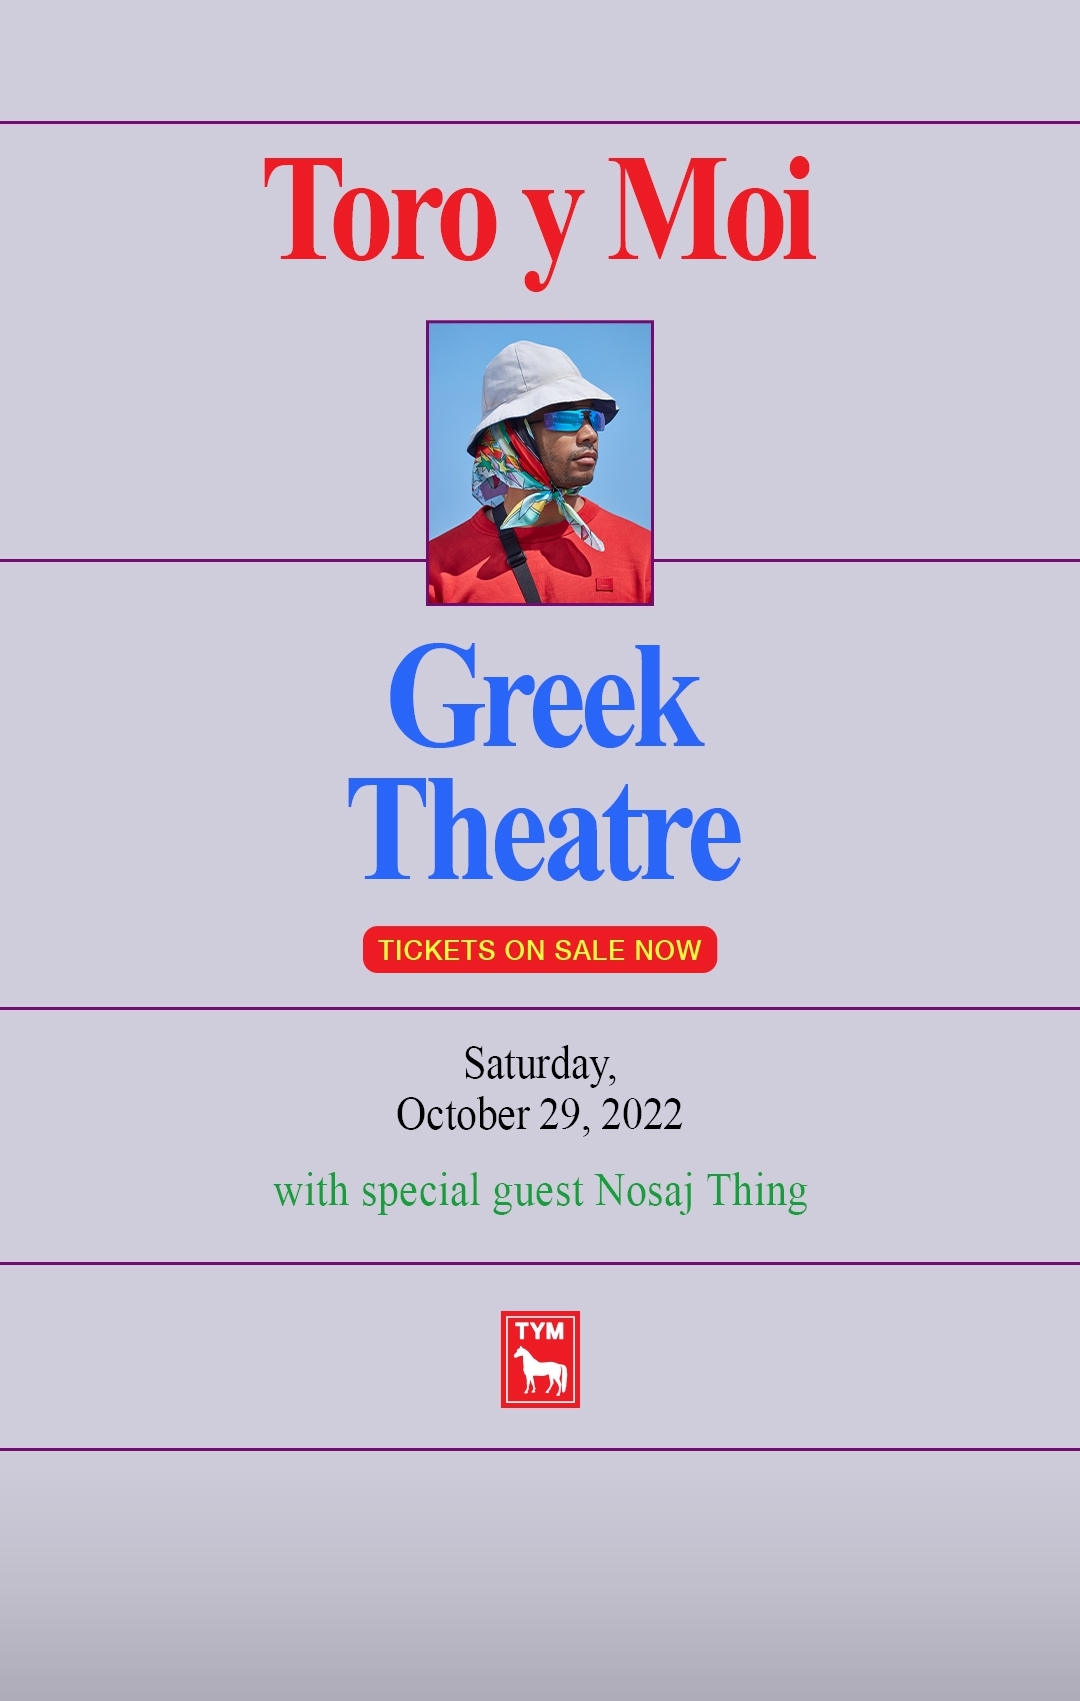 Toro y Moi
Greek
Theatre
TICKETS ON SALE NOW
Saturday,
October 29, 2022
with special guest Nosaj Thing
TYM